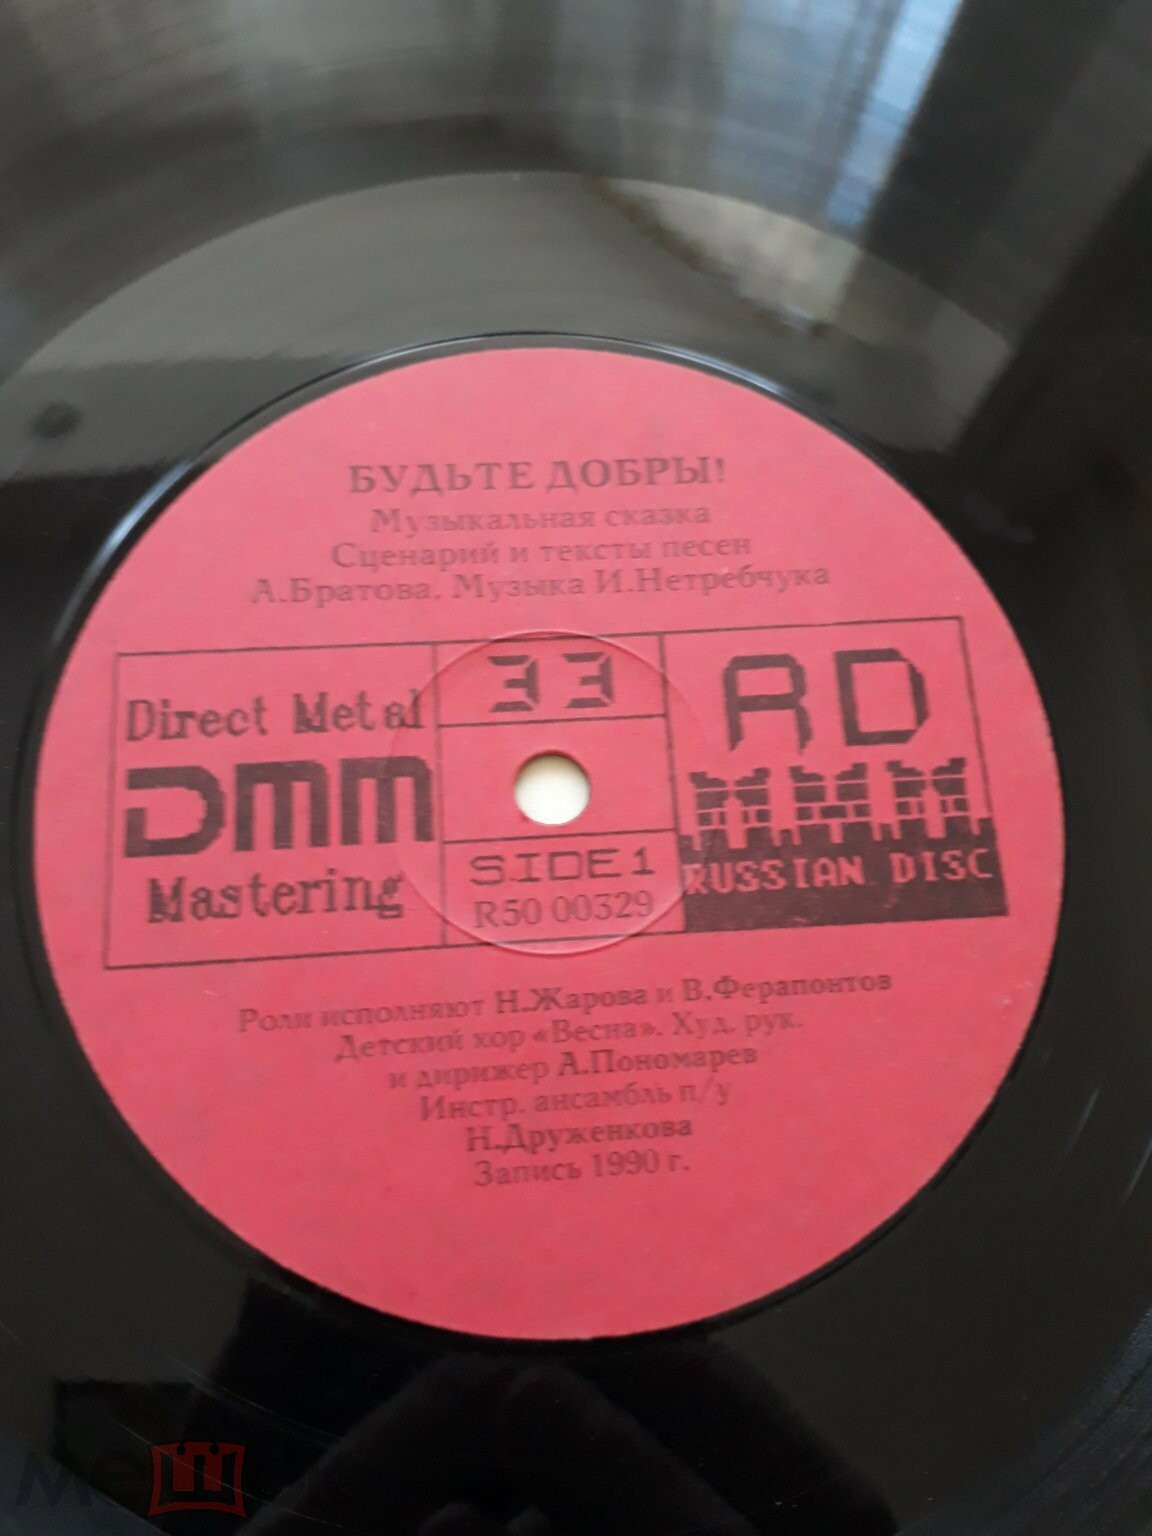 БУДЬТЕ ДОБРЫ!
Музыкальная сказка
Сценарий и тексты песен
А.Братова. Музыка И.Нетребчука
Direct Metal
DMM
Mastering
33
SIDE 1
R50 00329
RD
RUSSIAN DISC
Роли исполняют Н.Жарова и В.Ферапонтов
Детский хор «Весна». Худ. рук.
и дирижер А.Пономарев
Инстр. ансамбль п/у
Н.Друженкова
Запись 1990 г.